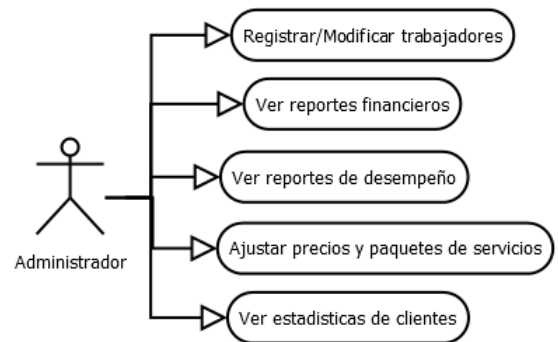 Registrar/Modificar trabajadores
Ver reportes financieros
Ver reportes de desempeño
Administrador
Ajustar precios y paquetes de servicios
Ver estadisticas de clientes